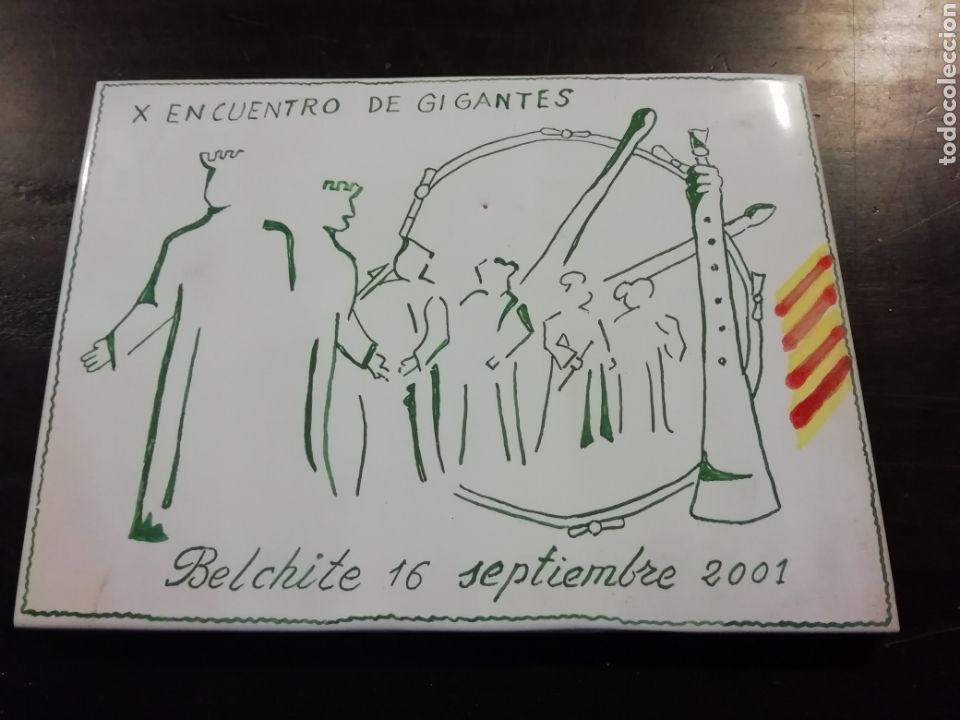 X ENCUENTRO DE GIGANTES
Belchite 16 septiembre 2001
todocoleccion